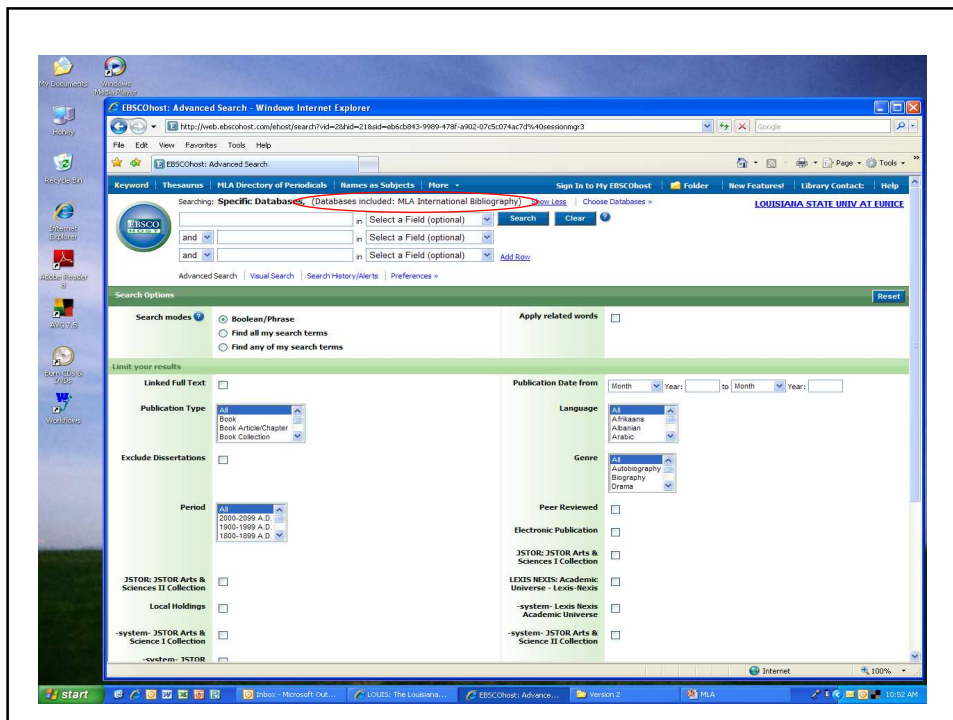 My Documents
Windows
Media Player
EBSCOhost: Advanced Search - Windows Internet Explorer
http://web.ebscohost.com/ehost/search?vid=2&hid=21&sid=eb6cb843-9989-478f-a902-07c5c074ac7d%40sessionmgr3
Google
File Edit View Favorites Tools Help
EBSCOhost: Advanced Search
Page Tools
Recycle Bin
Internet
Explorer
Adobe Reader
8
AVG 7.5
Burn CDs &
DVDs
Workflows
Keyword Thesaurus MLA Directory of Periodicals Names as Subjects More Sign In to My EBSCOhost Folder New Features! Library Contact: Help
Searching: Specific Databases, (Databases included: MLA International Bibliography) Show Less Choose Databases »
LOUISIANA STATE UNIV AT EUNICE
EBSCO
HOST
in Select a Field (optional) Search Clear
and in Select a Field (optional)
and in Select a Field (optional) Add Row
Advanced Search Visual Search Search History/Alerts Preferences »
Search Options Reset
Search modes Boolean/Phrase Apply related words
Find all my search terms
Find any of my search terms
Limit your results
Linked Full Text Publication Date from Month Year: to Month Year:
Publication Type Language
All
Book
Book Article/Chapter
Book Collection
All
Afrikaans
Albanian
Arabic
Exclude Dissertations Genre
All
Autobiography
Biography
Drama
Period Peer Reviewed
All
2000-2099 A.D.
1900-1999 A.D.
1800-1899 A.D.
Electronic Publication
JSTOR: JSTOR Arts &
Sciences I Collection
JSTOR: JSTOR Arts &
Sciences II Collection
LEXIS NEXIS: Academic
Universe - Lexis-Nexis
Local Holdings
-system- Lexis Nexis
Academic Universe
-system- JSTOR Arts &
Science I Collection
-system- JSTOR Arts &
Science II Collection
-system- JSTOR
Internet 100%
start Inbox - Microsoft Out... LOUIS: The Louisiana... EBSCOhost: Advance... Version 2 MLA 10:52 AM